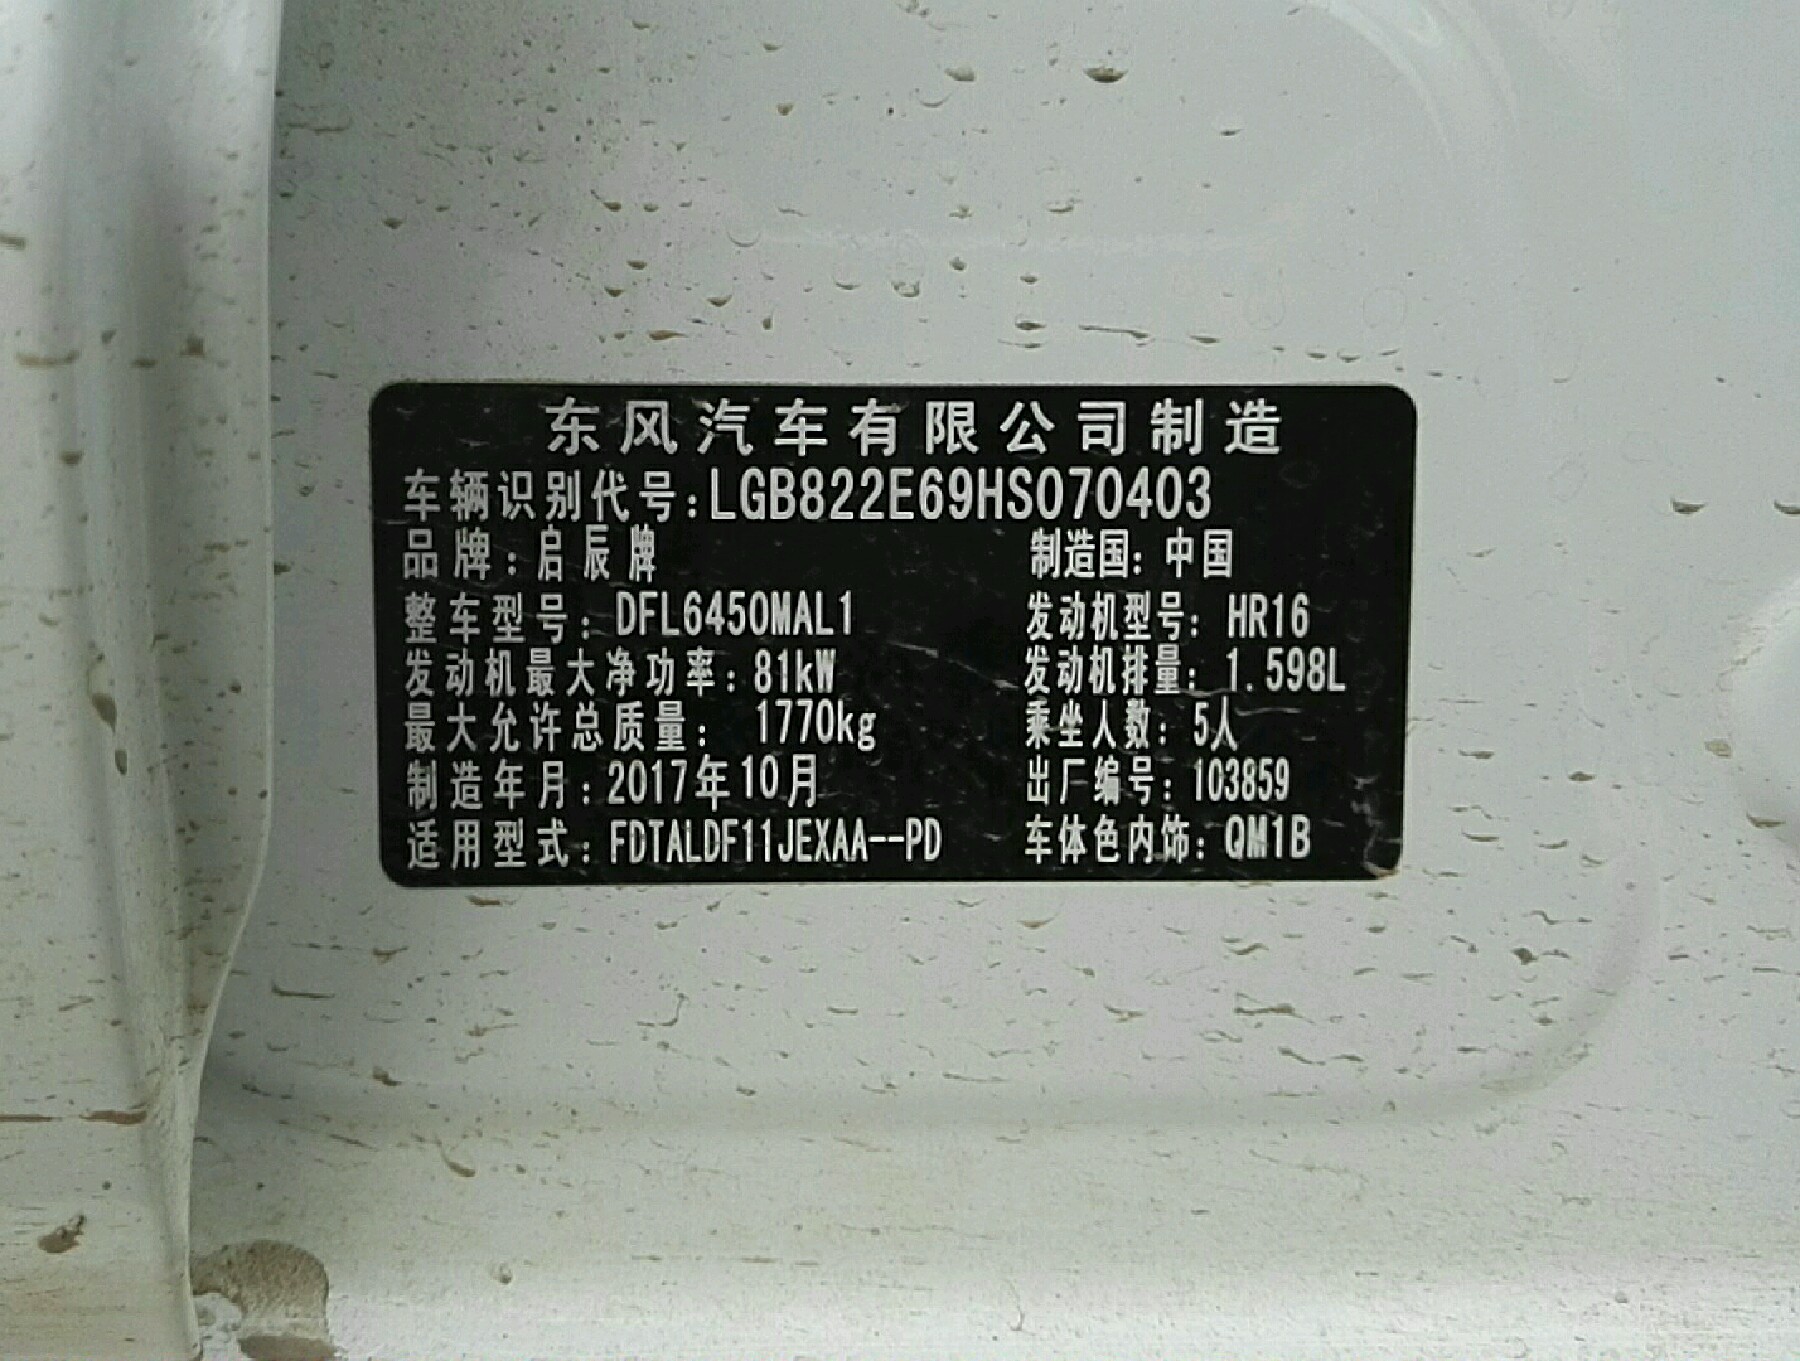 东风汽车有限公司制造
车辆识别代号:LGB822E69HS070403
品牌:启辰牌 制造国:中国
整车型号:DFL6450MAL1 发动机型号:HR16
发动机最大净功率:81kW 发动机排量:1.598L
最大允许总质量:1770kg 乘坐人数:5人
制造年月:2017年10月 出厂编号:103859
适用型式:FDTALDF11JEXAA--PD 车体色内饰:QM1B